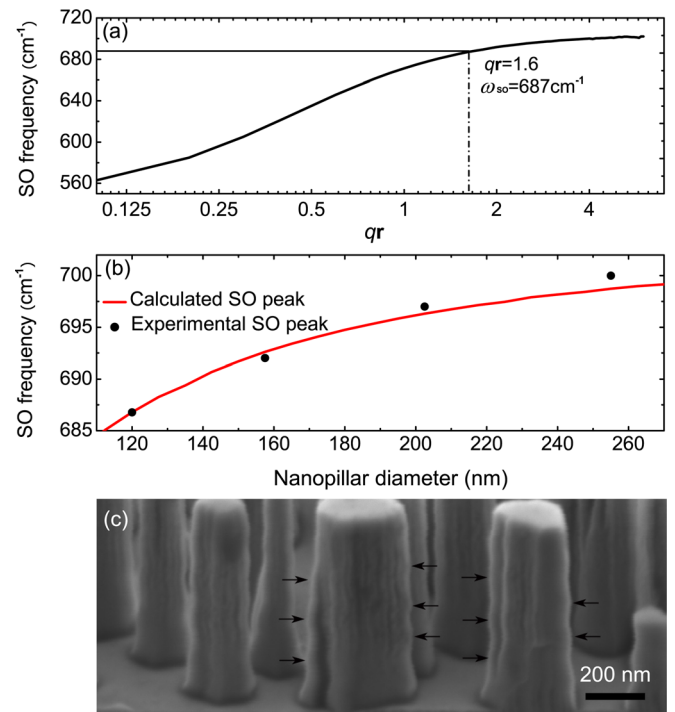 (a)
SO frequency (cm⁻¹)
720
680
640
600
560
qr=1.6
ωso=687cm⁻¹
0.125 0.25 0.5 1 2 4
qr
(b)
SO frequency (cm⁻¹)
700
695
690
685
Calculated SO peak
Experimental SO peak
120 140 160 180 200 220 240 260
Nanopillar diameter (nm)
(c)
200 nm